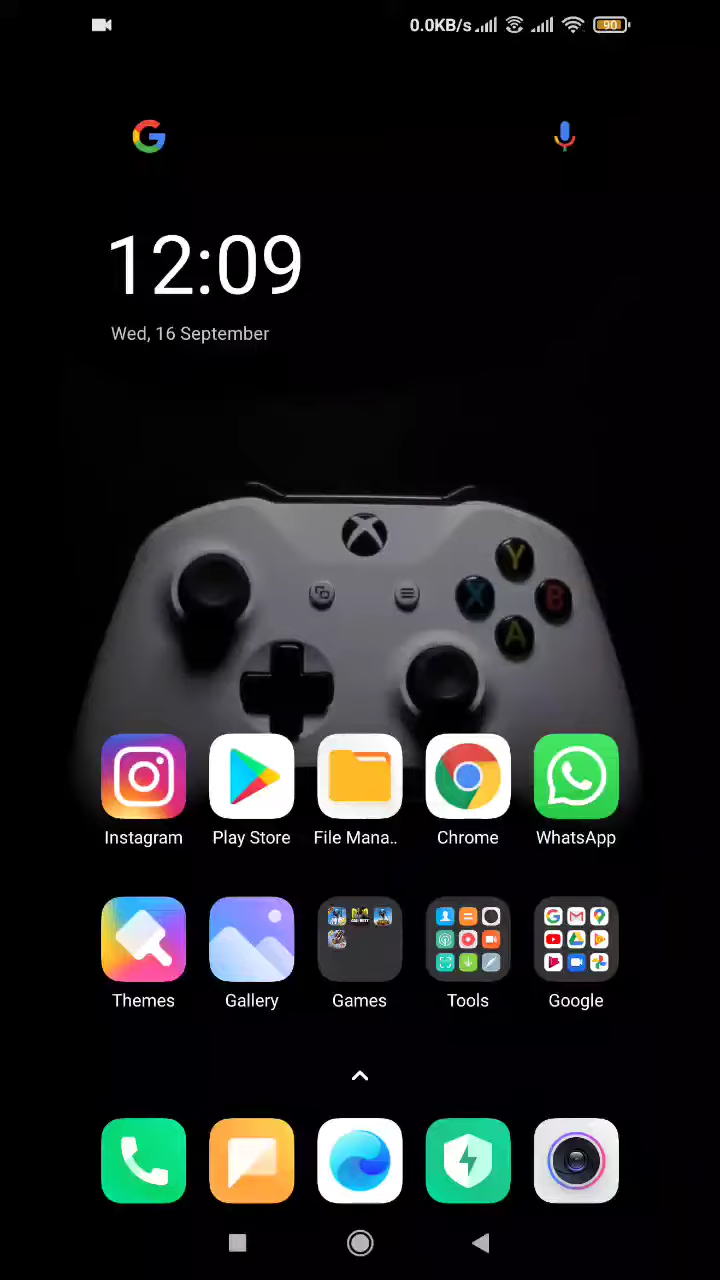 0.0KB/s 90
12:09
Wed, 16 September
Y
X B
A
Instagram Play Store File Mana.. Chrome WhatsApp
Themes Gallery Games Tools Google